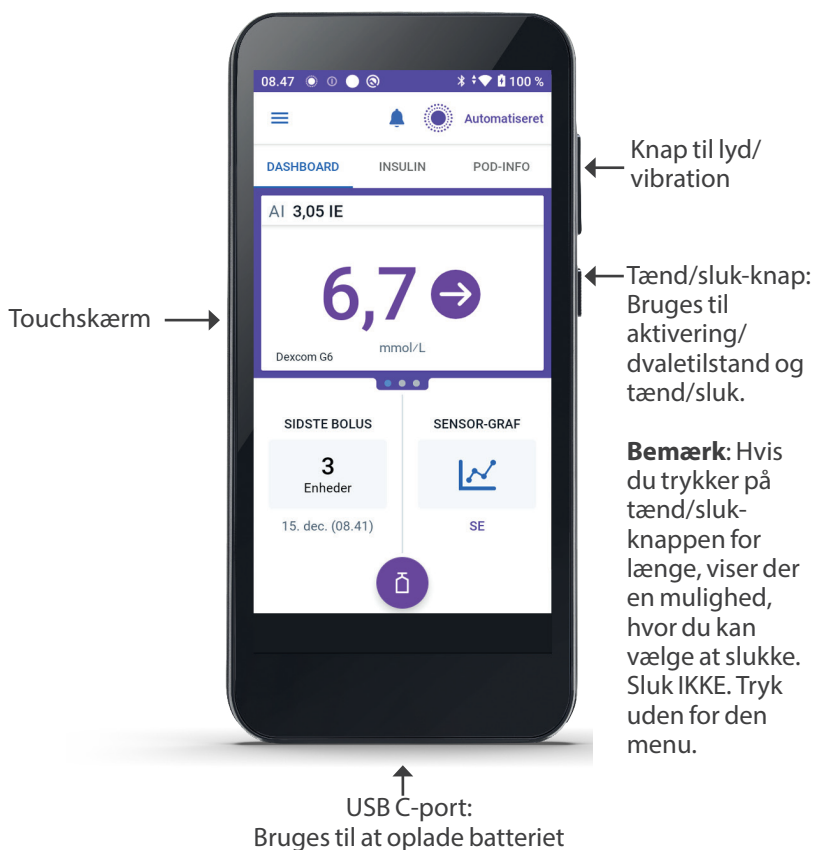 08.47 100 %
Automatiseret
DASHBOARD INSULIN POD-INFO
AI 3,05 IE
6,7
mmol/L
Dexcom G6
SIDSTE BOLUS
3
Enheder
15. dec. (08.41)
SENSOR-GRAF
SE
Touchskærm
Knap til lyd/
vibration
Tænd/sluk-knap:
Bruges til
aktivering/
dvaletilstand og
tænd/sluk.
Bemærk: Hvis
du trykker på
tænd/sluk-
knappen for
længe, viser der
en mulighed,
hvor du kan
vælge at slukke.
Sluk IKKE. Tryk
uden for den
menu.
USB C-port:
Bruges til at oplade batteriet